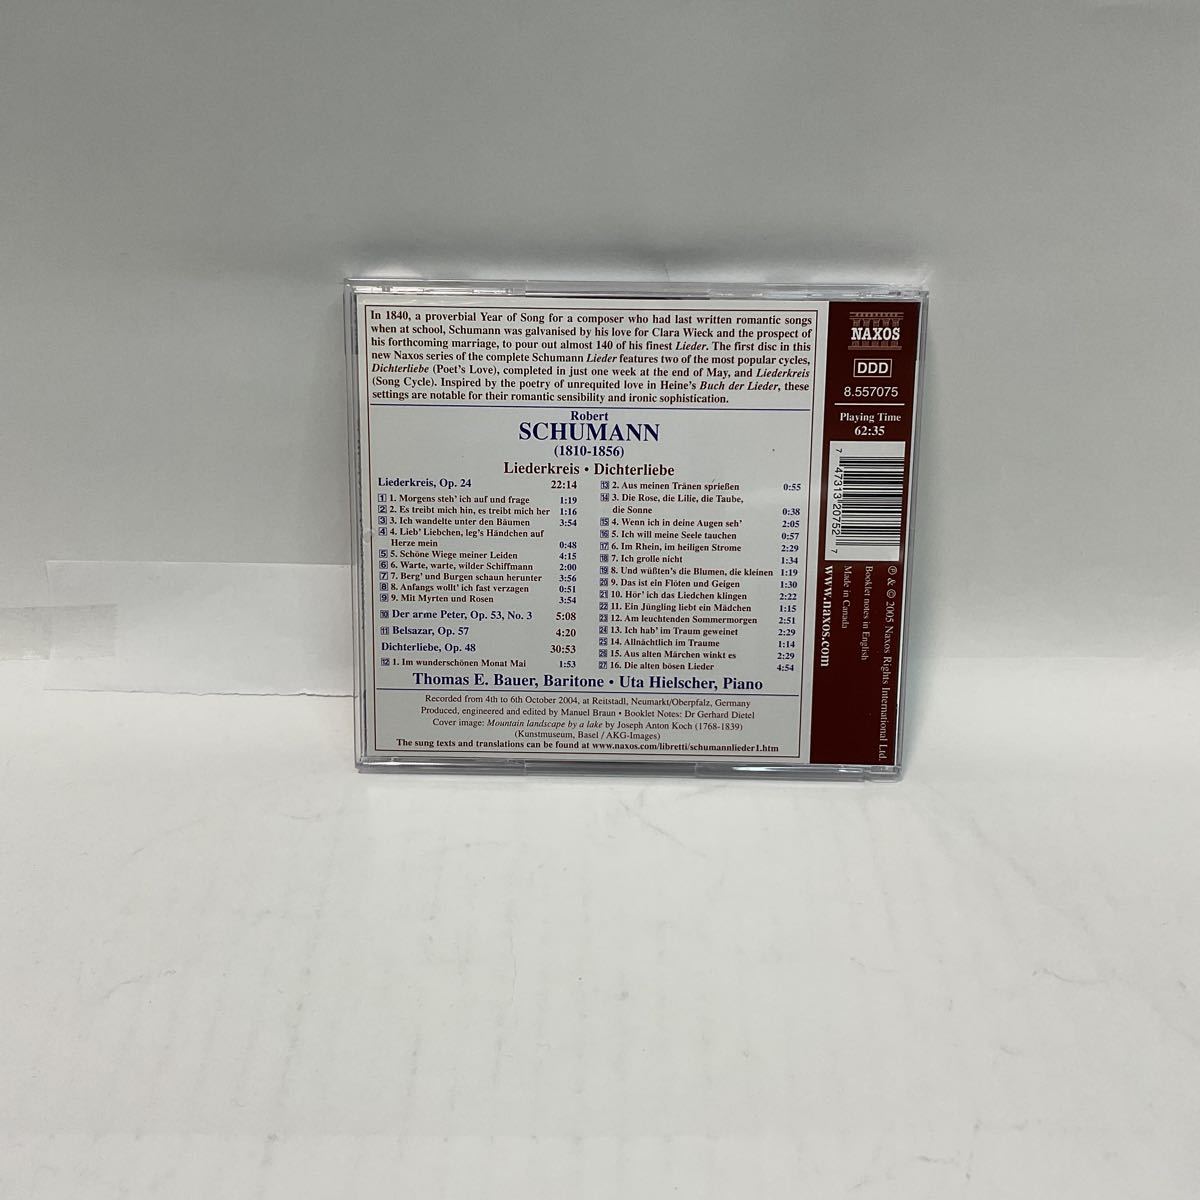 In 1840, a proverbial Year of Song for a composer who had last written romantic songs
when at school, Schumann was galvanised by his love for Clara Wieck and the prospect of
his forthcoming marriage, to pour out almost 140 of his finest Lieder. The first disc in this
new Naxos series of the complete Schumann Lieder features two of the most popular cycles,
Dichterliebe (Poet's Love), completed in just one week at the end of May, and Liederkreis
(Song Cycle). Inspired by the poetry of unrequited love in Heine's Buch der Lieder, these
settings are notable for their romantic sensibility and ironic sophistication.
Robert
SCHUMANN
(1810-1856)
Liederkreis • Dichterliebe
Liederkreis, Op. 24 22:14
1 1. Morgens steh' ich auf und frage 1:19
2 2. Es treibt mich hin, es treibt mich her 1:16
3 3. Ich wandelte unter den Bäumen 3:54
4 4. Lieb' Liebchen, leg's Händchen auf
Herze mein 0:48
5 5. Schöne Wiege meiner Leiden 4:15
6 6. Warte, warte, wilder Schiffmann 2:00
7 7. Berg' und Burgen schaun herunter 3:56
8 8. Anfangs wollt' ich fast verzagen 0:51
9 9. Mit Myrten und Rosen 3:54
10 Der arme Peter, Op. 53, No. 3 5:08
11 Belsazar, Op. 57 4:20
Dichterliebe, Op. 48 30:53
12 1. Im wunderschönen Monat Mai 1:53
13 2. Aus meinen Tränen sprießen 0:55
14 3. Die Rose, die Lilie, die Taube,
die Sonne 0:38
15 4. Wenn ich in deine Augen seh' 2:05
16 5. Ich will meine Seele tauchen 0:57
17 6. Im Rhein, im heiligen Strome 2:29
18 7. Ich grolle nicht 1:34
19 8. Und wüßten's die Blumen, die kleinen 1:19
20 9. Das ist ein Flöten und Geigen 1:30
21 10. Hör' ich das Liedchen klingen 2:22
22 11. Ein Jüngling liebt ein Mädchen 1:15
23 12. Am leuchtenden Sommermorgen 2:51
24 13. Ich hab' im Traum geweinet 2:29
25 14. Allnächtlich im Traume 1:14
26 15. Aus alten Märchen winkt es 2:29
27 16. Die alten bösen Lieder 4:54
Thomas E. Bauer, Baritone • Uta Hielscher, Piano
Recorded from 4th to 6th October 2004, at Reitstadl, Neumarkt/Oberpfalz, Germany
Produced, engineered and edited by Manuel Braun • Booklet Notes: Dr Gerhard Dietel
Cover image: Mountain landscape by a lake by Joseph Anton Koch (1768-1839)
(Kunstmuseum, Basel / AKG-Images)
The sung texts and translations can be found at www.naxos.com/libretti/schumannlieder1.htm
NAXOS
DDD
8.557075
Playing Time
62:35
7 47313 20752 7
℗ & © 2005 Naxos Rights International Ltd.
Booklet notes in English
Made in Canada
www.naxos.com